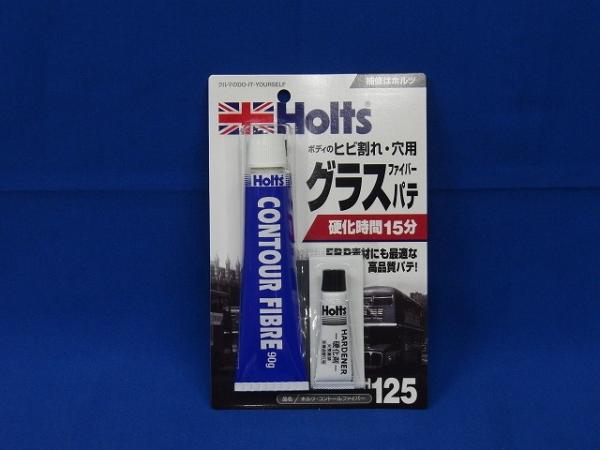 クルマのDO-IT-YOURSELF
補修はホルツ
Holts®
ボディのヒビ割れ・穴用
グラスファイバーパテ
硬化時間15分
FRP素材にも最適な
高品質パテ!
Holts
CONTOUR FIBRE
90g
Holts
HARDENER
硬化剤
125
品名/ホルツ・コントールファイバー